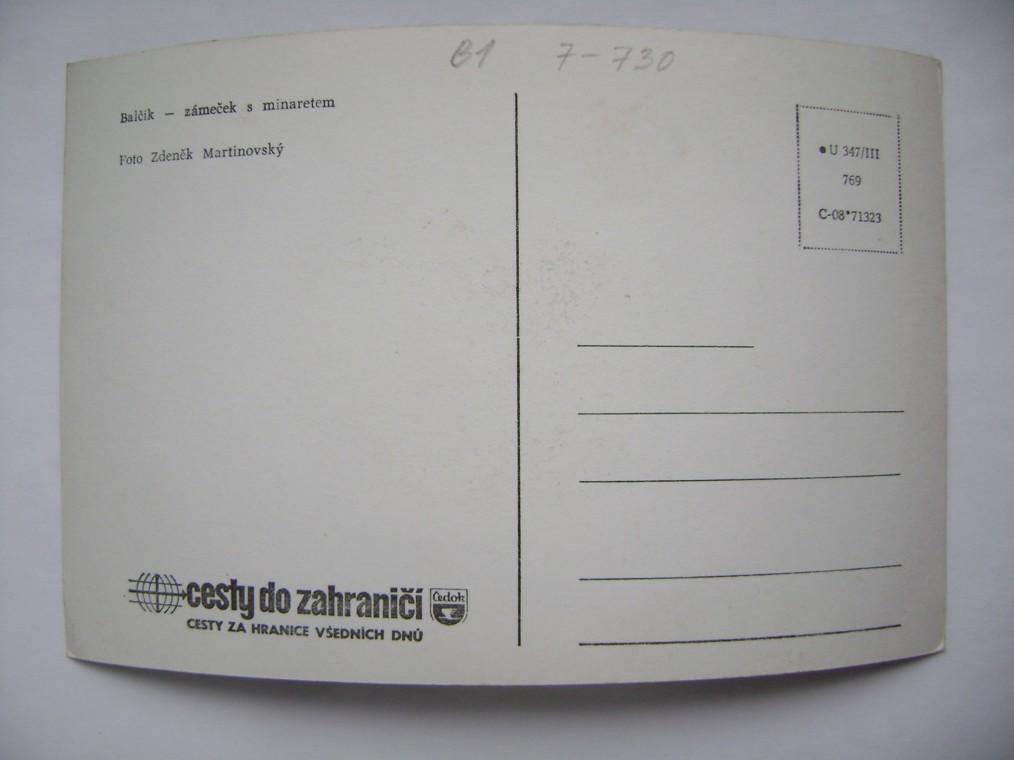 B1 7-730
Balčik — zámeček s minaretem
Foto Zdeněk Martinovský
• U 347/III
769
C-08*71323
cesty do zahraničí
Čedok
CESTY ZA HRANICE VŠEDNÍCH DNŮ